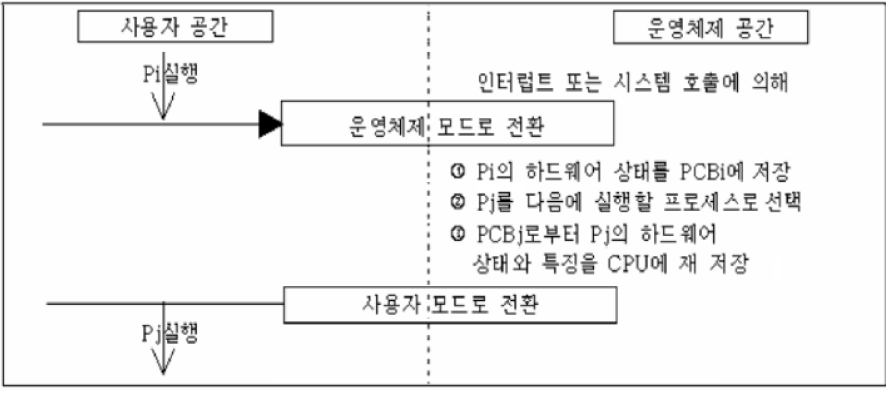 사용자 공간
운영체제 공간
Pi실행
인터럽트 또는 시스템 호출에 의해
운영체제 모드로 전환
① Pi의 하드웨어 상태를 PCBi에 저장
② Pj를 다음에 실행할 프로세스로 선택
③ PCBj로부터 Pj의 하드웨어
상태와 특징을 CPU에 재 저장
사용자 모드로 전환
Pj실행